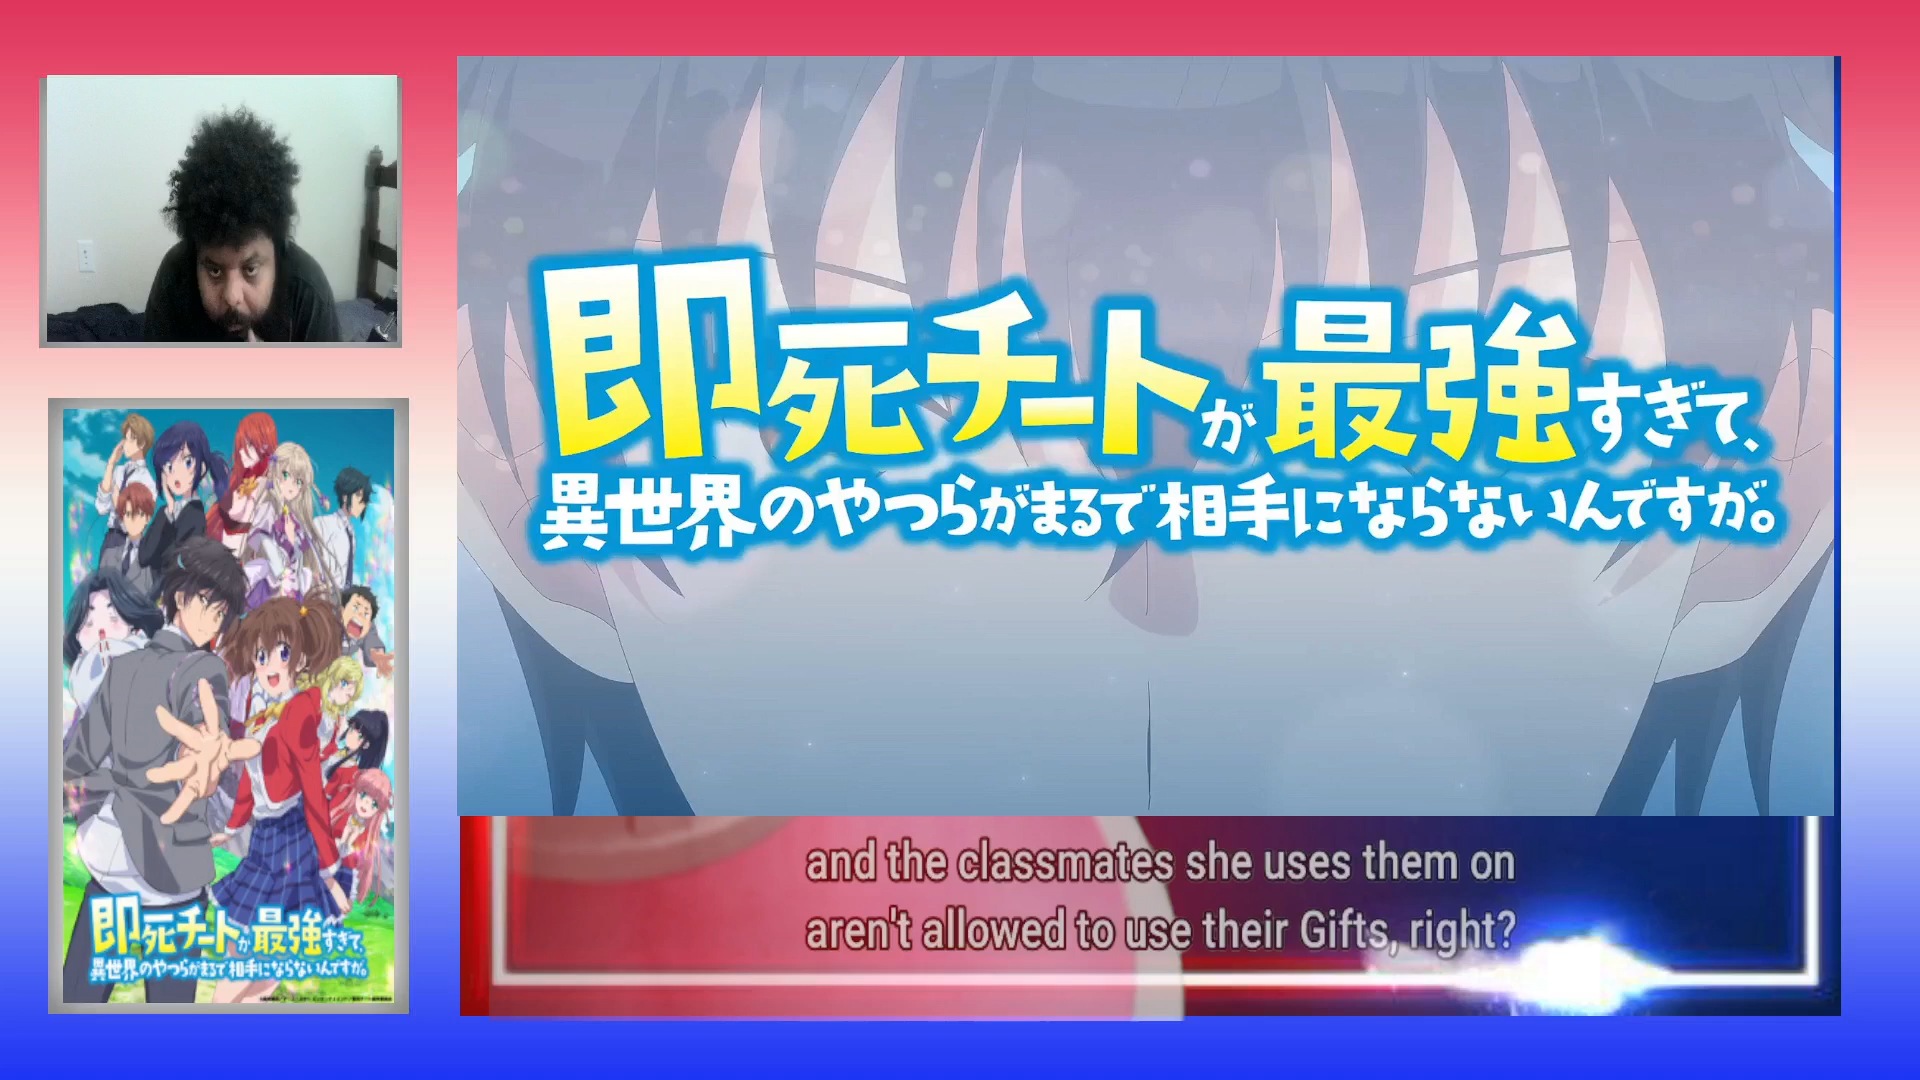 即死チートが最強すぎて、
異世界のやつらがまるで相手にならないんですが。
and the classmates she uses them on
aren't allowed to use their Gifts, right?
即死チートが最強すぎて、
異世界のやつらがまるで相手にならないんですが。